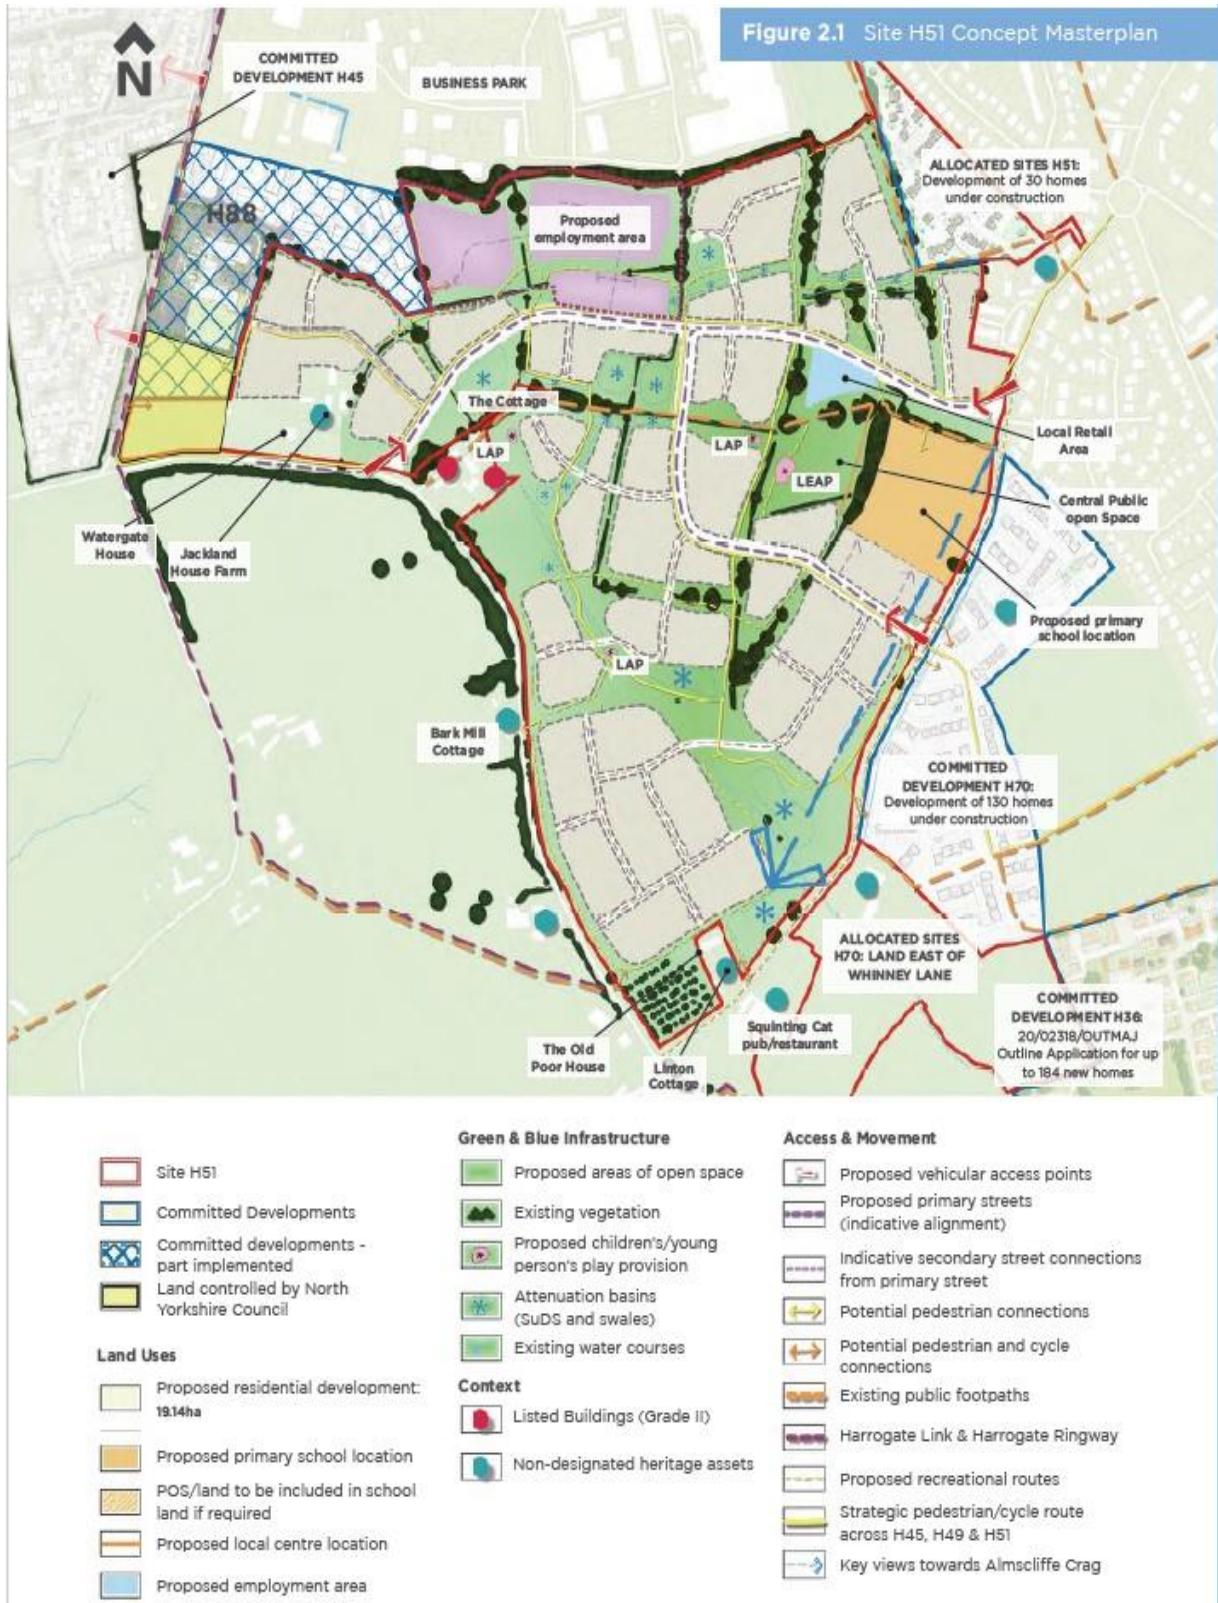 Figure 2.1 Site H51 Concept Masterplan
N
COMMITTED
DEVELOPMENT H45
BUSINESS PARK
ALLOCATED SITES H51:
Development of 30 homes
under construction
H88
Proposed
employment area
The Cottage
LAP
LAP
LEAP
Local Retail
Area
Central Public
open Space
Watergate
House
Jackland
House Farm
Proposed primary
school location
LAP
Bark Mill
Cottage
COMMITTED
DEVELOPMENT H70:
Development of 130 homes
under construction
ALLOCATED SITES
H70: LAND EAST OF
WHINNEY LANE
COMMITTED
DEVELOPMENT H36:
20/02318/OUTMAJ
Outline Application for up
to 184 new homes
Squinting Cat
pub/restaurant
The Old
Poor House
Linton
Cottage
Site H51
Committed Developments
Committed developments -
part implemented
Land controlled by North
Yorkshire Council
Land Uses
Proposed residential development:
19.14ha
Proposed primary school location
POS/land to be included in school
land if required
Proposed local centre location
Proposed employment area
Green & Blue Infrastructure
Proposed areas of open space
Existing vegetation
Proposed children's/young
person's play provision
Attenuation basins
(SuDS and swales)
Existing water courses
Context
Listed Buildings (Grade II)
Non-designated heritage assets
Access & Movement
Proposed vehicular access points
Proposed primary streets
(indicative alignment)
Indicative secondary street connections
from primary street
Potential pedestrian connections
Potential pedestrian and cycle
connections
Existing public footpaths
Harrogate Link & Harrogate Ringway
Proposed recreational routes
Strategic pedestrian/cycle route
across H45, H49 & H51
Key views towards Almscliffe Crag